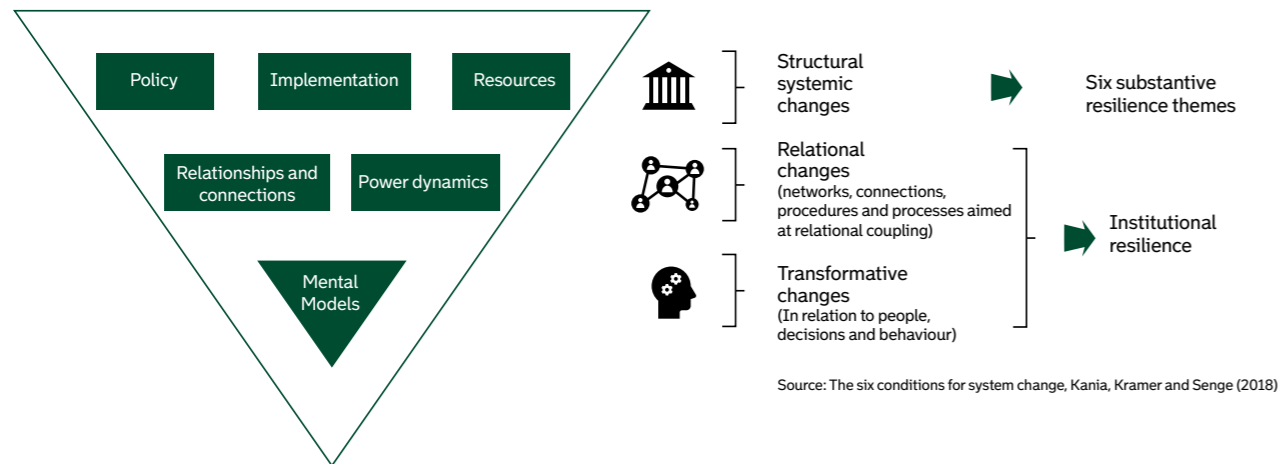 Policy
Implementation
Resources
Relationships and
connections
Power dynamics
Mental
Models
Structural
systemic
changes
Six substantive
resilience themes
Relational
changes
(networks, connections,
procedures and processes aimed
at relational coupling)
Institutional
resilience
Transformative
changes
(In relation to people,
decisions and behaviour)
Source: The six conditions for system change, Kania, Kramer and Senge (2018)